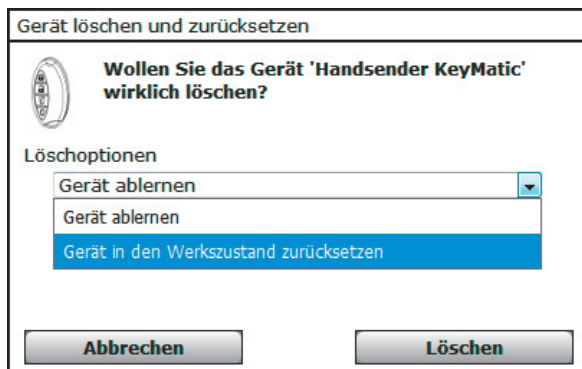 Gerät löschen und zurücksetzen
Wollen Sie das Gerät 'Handsender KeyMatic'
wirklich löschen?
Löschoptionen
Gerät ablernen
Gerät ablernen
Gerät in den Werkszustand zurücksetzen
Abbrechen
Löschen